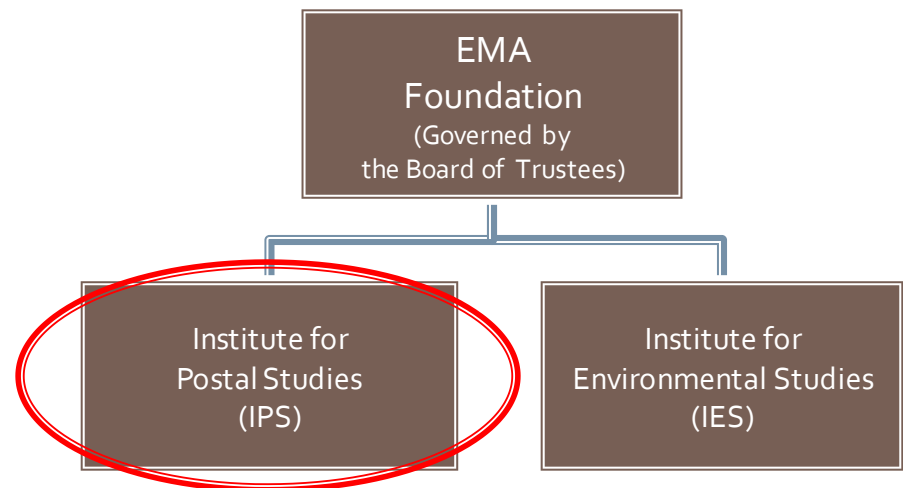 EMA
Foundation
(Governed by
the Board of Trustees)
Institute for
Postal Studies
(IPS)
Institute for
Environmental Studies
(IES)